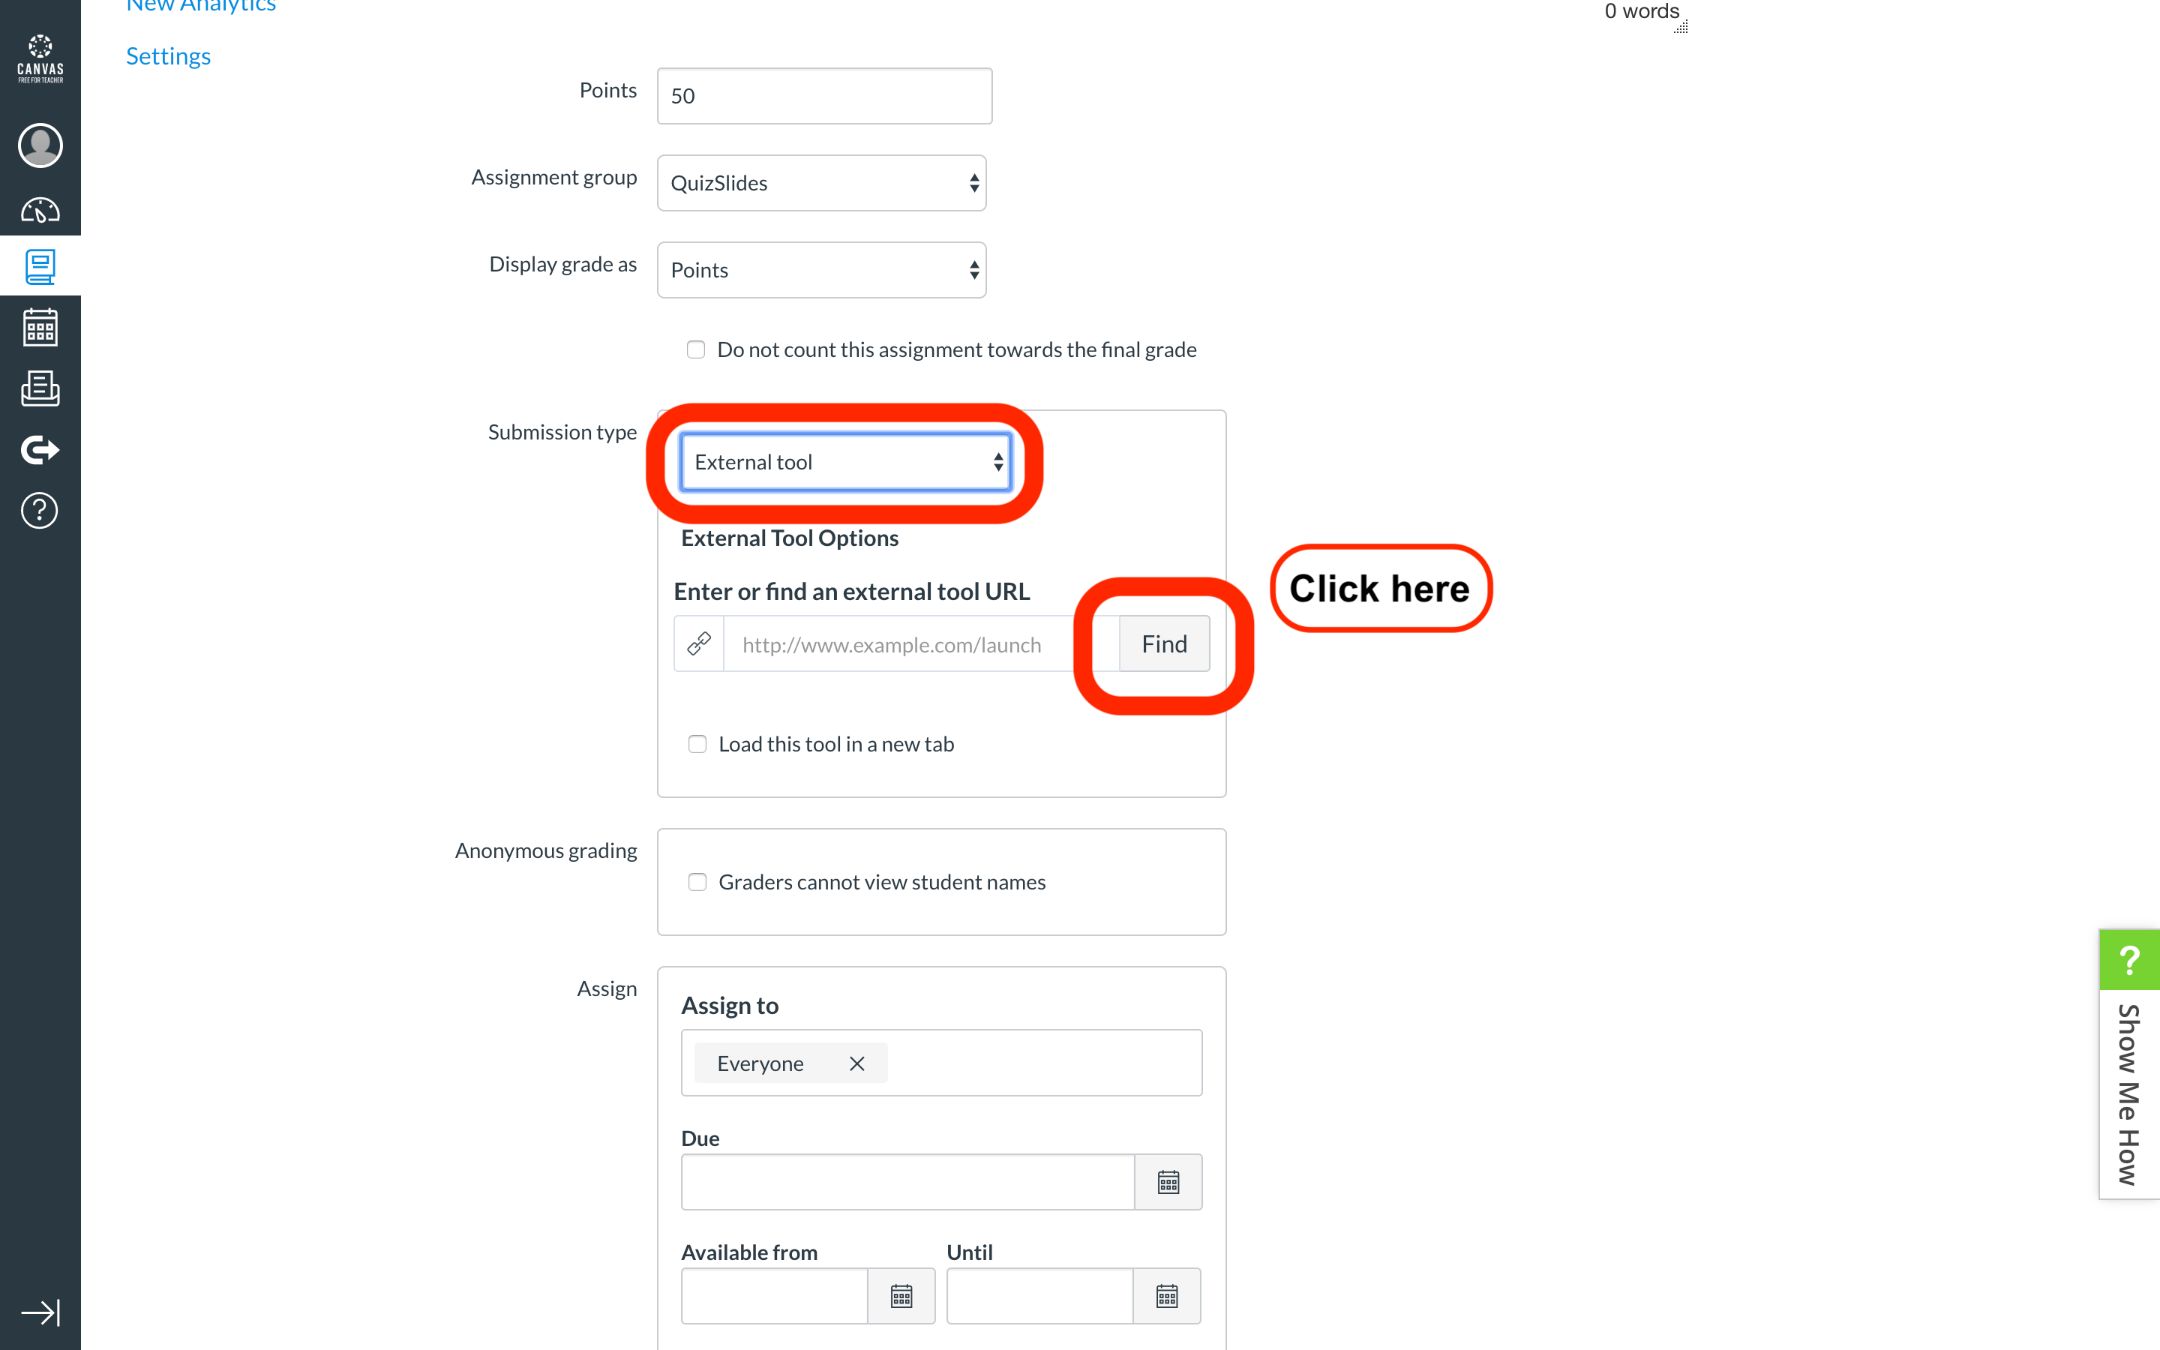 New Analytics
0 words
CANVAS
FREE FOR TEACHER
Settings
Points
50
Assignment group
QuizSlides
Display grade as
Points
Do not count this assignment towards the final grade
Submission type
External tool
External Tool Options
Enter or find an external tool URL
Click here
http://www.example.com/launch
Find
Load this tool in a new tab
Anonymous grading
Graders cannot view student names
Assign
Assign to
Everyone
Due
Available from
Until
?
Show Me How